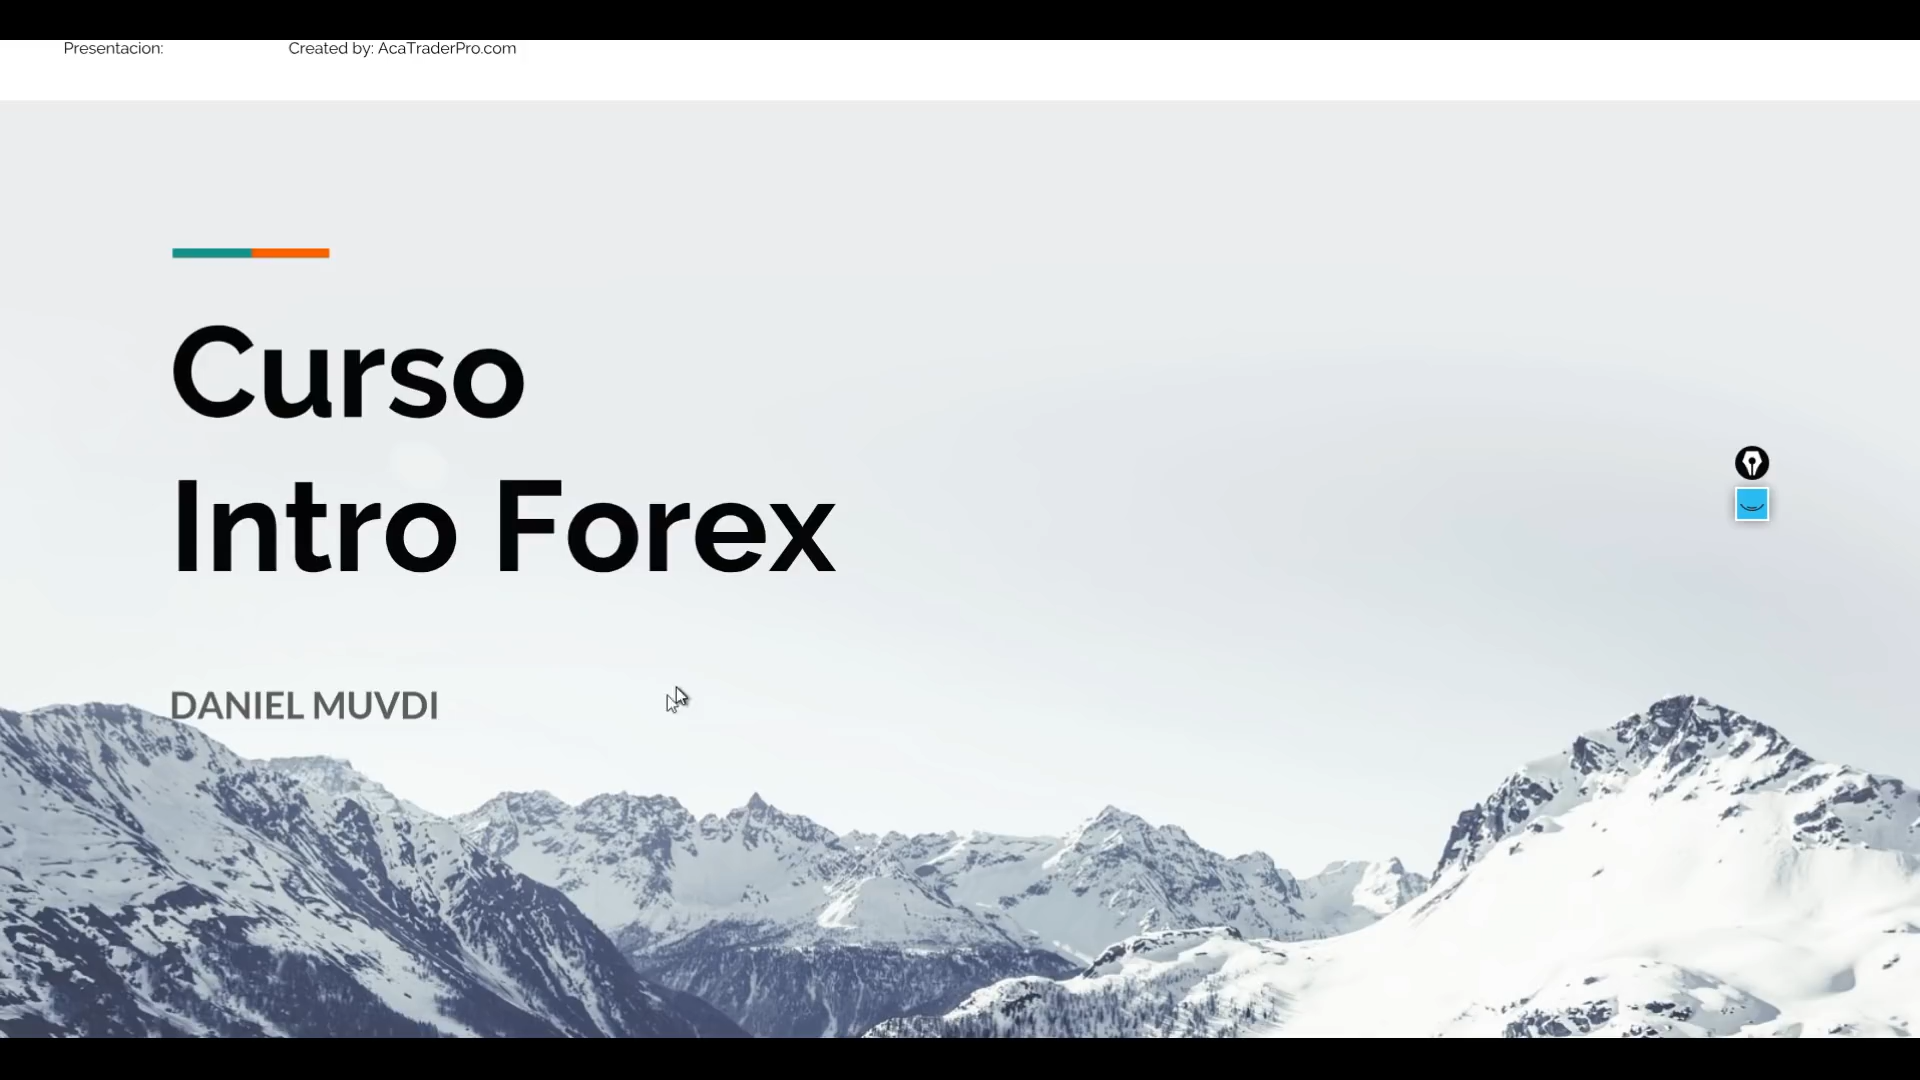 Presentacion: Created by: AcaTraderPro.com
Curso
Intro Forex
DANIEL MUVDI